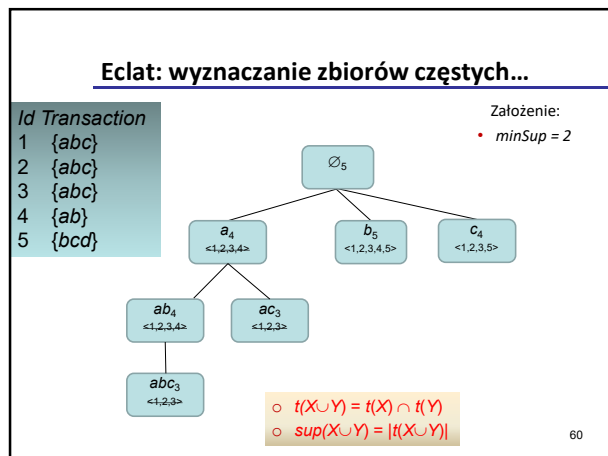 Eclat: wyznaczanie zbiorów częstych…
Id Transaction
1 {abc}
2 {abc}
3 {abc}
4 {ab}
5 {bcd}
Założenie:
• minSup = 2
∅5
a4
<1,2,3,4>
b5
<1,2,3,4,5>
c4
<1,2,3,5>
ab4
<1,2,3,4>
ac3
<1,2,3>
abc3
<1,2,3>
o t(X∪Y) = t(X) ∩ t(Y)
o sup(X∪Y) = |t(X∪Y)|
60